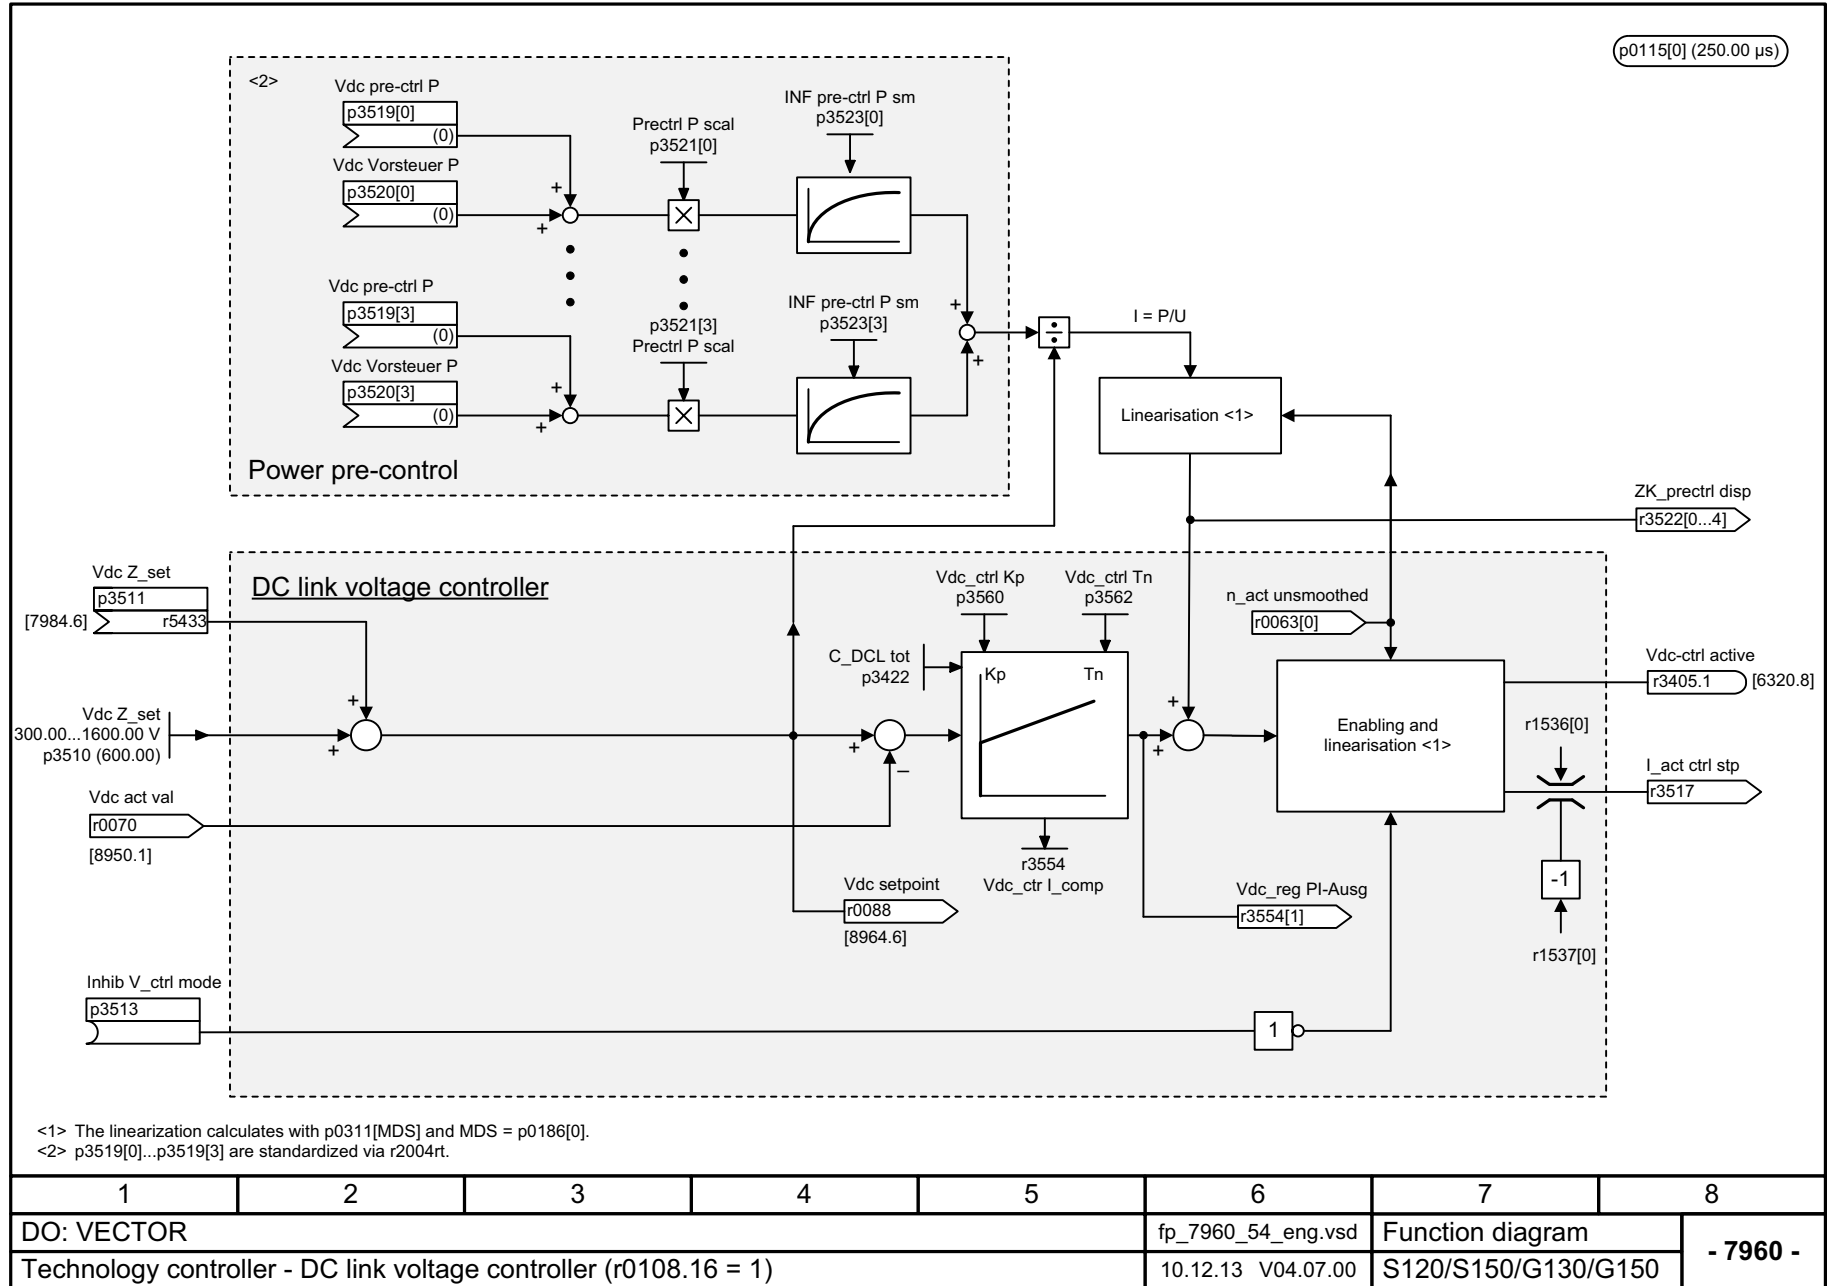 p0115[0] (250.00 µs)
<2>
Vdc pre-ctrl P
p3519[0]
(0)
Vdc Vorsteuer P
p3520[0]
(0)
Prectrl P scal
p3521[0]
INF pre-ctrl P sm
p3523[0]
Vdc pre-ctrl P
p3519[3]
(0)
Vdc Vorsteuer P
p3520[3]
(0)
p3521[3]
Prectrl P scal
INF pre-ctrl P sm
p3523[3]
+
+
+
+
+
+
I = P/U
Linearisation <1>
Power pre-control
ZK_prectrl disp
r3522[0...4]
DC link voltage controller
Vdc Z_set
p3511
[7984.6]
r5433
Vdc Z_set
300.00...1600.00 V
p3510 (600.00)
+
+
Vdc act val
r0070
[8950.1]
+
–
C_DCL tot
p3422
Vdc_ctrl Kp
p3560
Vdc_ctrl Tn
p3562
Kp
Tn
r3554
Vdc_ctr I_comp
Vdc setpoint
r0088
[8964.6]
+
+
n_act unsmoothed
r0063[0]
Enabling and
linearisation <1>
Vdc_reg PI-Ausg
r3554[1]
Vdc-ctrl active
r3405.1
[6320.8]
r1536[0]
I_act ctrl stp
r3517
-1
r1537[0]
Inhib V_ctrl mode
p3513
1
<1> The linearization calculates with p0311[MDS] and MDS = p0186[0].
<2> p3519[0]...p3519[3] are standardized via r2004rt.
1 2 3 4 5 6 7 8
DO: VECTOR
fp_7960_54_eng.vsd
Function diagram
- 7960 -
Technology controller - DC link voltage controller (r0108.16 = 1)
10.12.13 V04.07.00
S120/S150/G130/G150